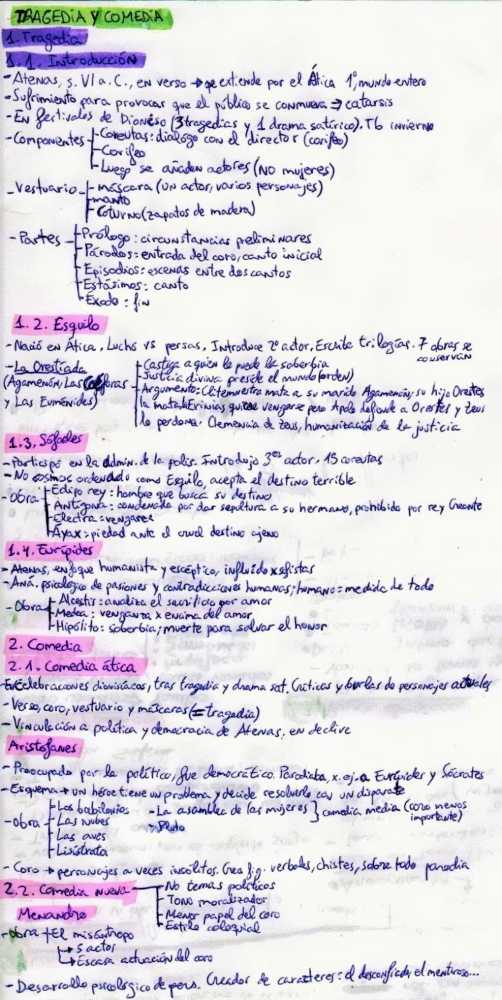 TRAGEDIA Y COMEDIA
1. Tragedia
1.1. Introducción
- Atenas, s. VI a. C., en verso → se extiende por el Ática 1º, mundo entero
- Sufrimiento para provocar que el público se conmueva ⇒ catarsis
- En festivales de Dioniso (3 tragedias y 1 drama satírico). Tb invierno
- Componentes - Coreutas: diálogo con el director (corifeo)
- Corifeo
- Luego se añaden actores (NO mujeres)
- Vestuario - máscara (un actor, varios personajes)
- manto
- Coturno (zapatos de madera)
- Partes - Prólogo: circunstancias preliminares
- Párodos: entrada del coro, canto inicial
- Episodios: escenas entre dos cantos
- Estásimos: canto
- Éxodo: fin
1.2. Esquilo
- Nació en Ática. Luchó vs persas. Introduce 2º actor. Escribe trilogías. 7 obras se conservan
- La Orestíada - Castiga a quien le puede la soberbia
(Agamenón, Las Coéforas - Justicia divina preside el mundo (orden)
y Las Euménides) - Argumento: Clitemnestra mata a su marido Agamenón, su hijo Orestes
la mata. Erinias quiere vengarse pero Apolo defiende a Orestes y Zeus
le perdona. Clemencia de Zeus, humanización de la justicia
1.3. Sófocles
- Participó en la admin. de la polis. Introdujo 3er actor. 15 coreutas
- No cosmos ordenado como Esquilo, acepta el destino terrible
- Obra - Edipo rey: hombre que busca su destino
- Antígona: condenada por dar sepultura a su hermano, prohibido por rey Creonte
- Electra: venganza
- Áyax: piedad ante el cruel destino ajeno
1.4. Eurípides
- Atenas, enfoque humanista y escéptico, influido x sofistas
- Aná. psicológico de pasiones y contradicciones humanas; humano = medida de todo
- Obra - Alcestis: analiza el sacrificio por amor
- Medea: venganza x encima del amor
- Hipólito: soberbia; muerte para salvar el honor
2. Comedia
2.1. Comedia ática
- En celebraciones dionisíacas, tras tragedia y drama sat. Críticas y burlas de personajes actuales
- Verso, coro, vestuario y máscaras (= tragedia)
- Vinculación a política y democracia de Atenas, en declive
Aristófanes
- Preocupado por la política, fue democrático. Parodiaba, x. ej. a Eurípides y Sócrates
- Esquema → un héroe tiene un problema y decide resolverlo con un disparate
- Obra - Los babilonios - La asamblea de las mujeres } comedia media (coro menos importante)
- Las nubes - Pluto
- Las aves
- Lisístrata
- Coro → personajes a veces insólitos. Crea j.g. verbales, chistes, sobre todo parodia
2.2. Comedia nueva - No temas políticos
- Tono moralizador
- Menor papel del coro
- Estilo coloquial
Menandro
- Obra - El misántropo
↳ 5 actos
↳ Escasa actuación del coro
- Desarrollo psicológico de pers. Creador de caracteres: el desconfiado, el mentiroso...